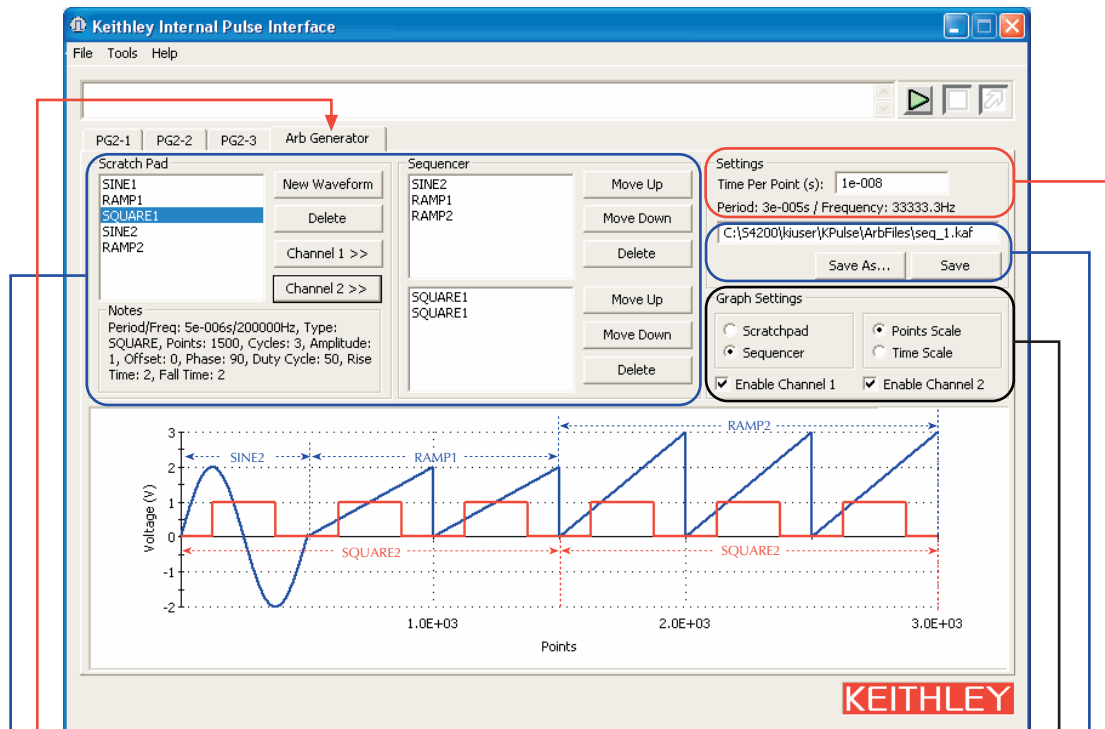 Keithley Internal Pulse Interface
File Tools Help
PG2-1 PG2-2 PG2-3 Arb Generator
Scratch Pad
SINE1
RAMP1
SQUARE1
SINE2
RAMP2
New Waveform
Delete
Channel 1 >>
Channel 2 >>
Notes
Period/Freq: 5e-006s/200000Hz, Type:
SQUARE, Points: 1500, Cycles: 3, Amplitude:
1, Offset: 0, Phase: 90, Duty Cycle: 50, Rise
Time: 2, Fall Time: 2
Sequencer
SINE2
RAMP1
RAMP2
Move Up
Move Down
Delete
SQUARE1
SQUARE1
Move Up
Move Down
Delete
Settings
Time Per Point (s): 1e-008
Period: 3e-005s / Frequency: 33333.3Hz
C:\S4200\kiuser\KPulse\ArbFiles\seq_1.kaf
Save As... Save
Graph Settings
Scratchpad
Sequencer
Points Scale
Time Scale
Enable Channel 1 Enable Channel 2
Voltage (V)
3
2
1
0
-1
-2
SINE2
RAMP1
RAMP2
SQUARE2
SQUARE2
1.0E+03 2.0E+03 3.0E+03
Points
KEITHLEY